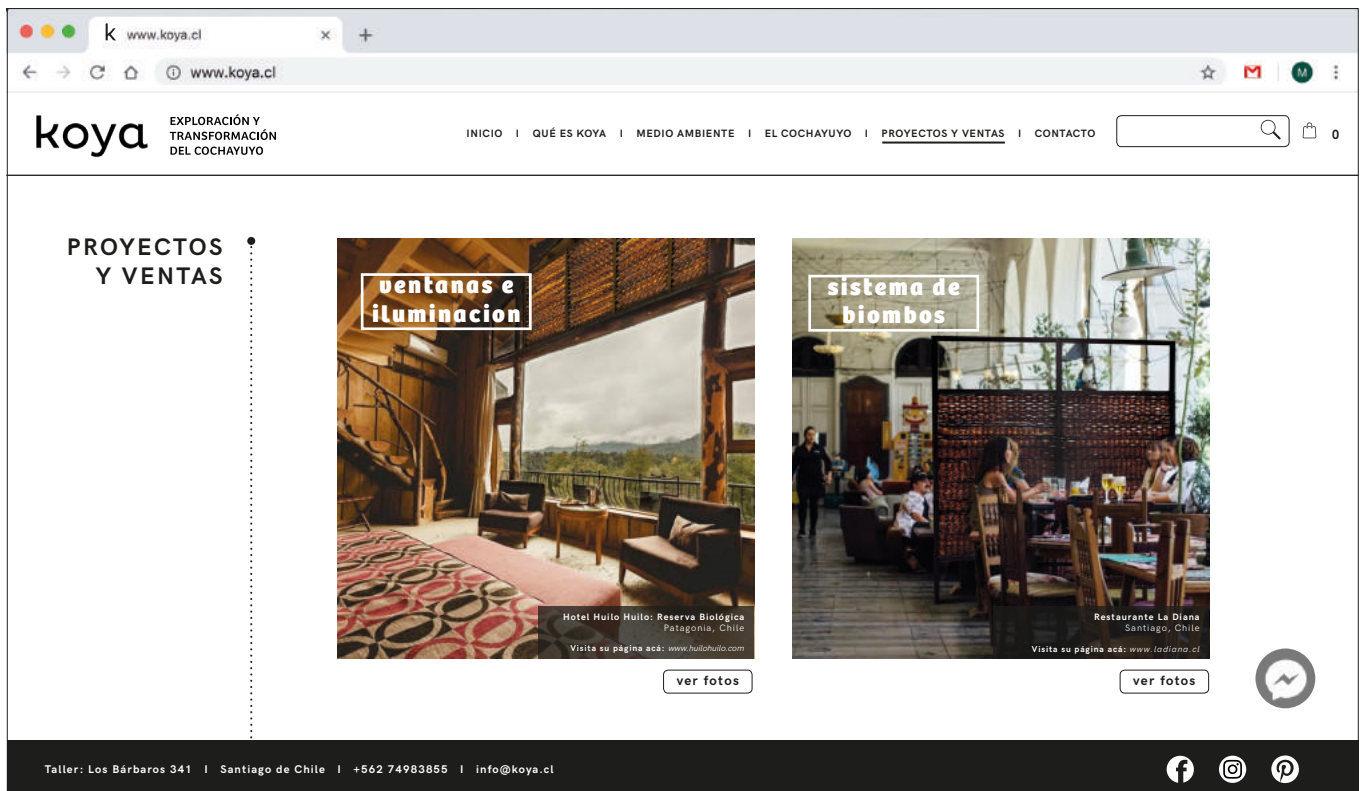 k www.koya.cl
www.koya.cl
M
koya
EXPLORACIÓN Y
TRANSFORMACIÓN
DEL COCHAYUYO
INICIO I QUÉ ES KOYA I MEDIO AMBIENTE I EL COCHAYUYO I PROYECTOS Y VENTAS I CONTACTO
0
PROYECTOS
Y VENTAS
ventanas e
iluminacion
Hotel Huilo Huilo: Reserva Biológica
Patagonia, Chile
Visita su página acá: www.huilohuilo.com
ver fotos
sistema de
biombos
Restaurante La Diana
Santiago, Chile
Visita su página acá: www.ladiana.cl
ver fotos
Taller: Los Bárbaros 341 I Santiago de Chile I +562 74983855 I info@koya.cl